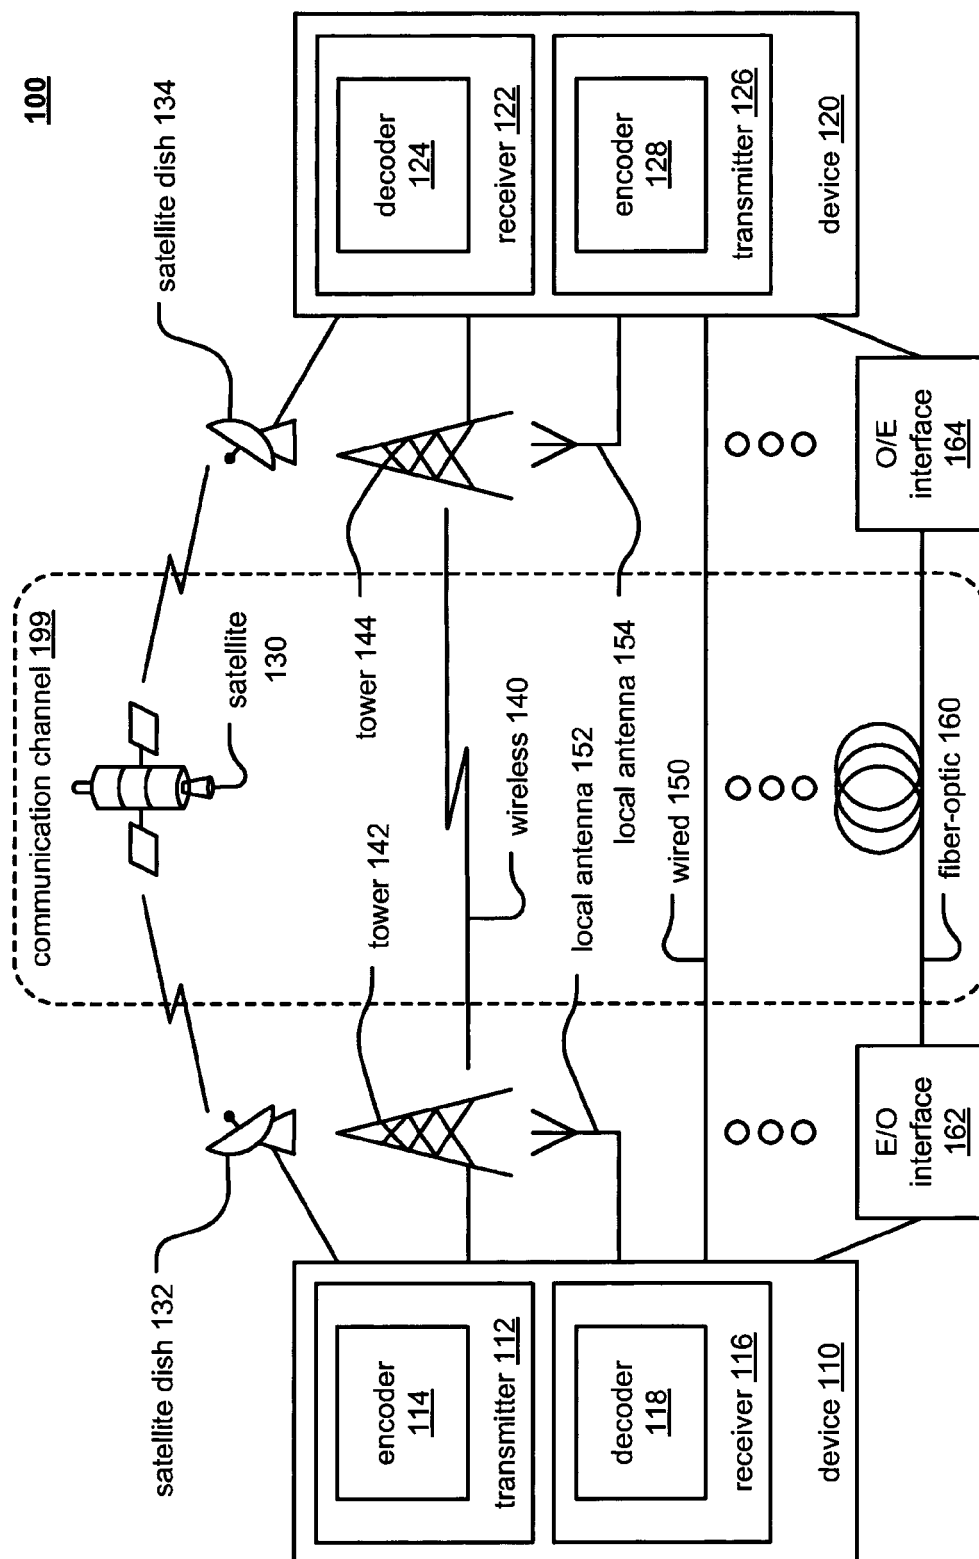 100
communication channel 199
satellite dish 132
satellite
130
satellite dish 134
tower 142
tower 144
wireless 140
local antenna 152
local antenna 154
wired 150
fiber-optic 160
encoder
114
transmitter 112
decoder
118
receiver 116
device 110
decoder
124
receiver 122
encoder
128
transmitter 126
device 120
E/O
interface
162
O/E
interface
164